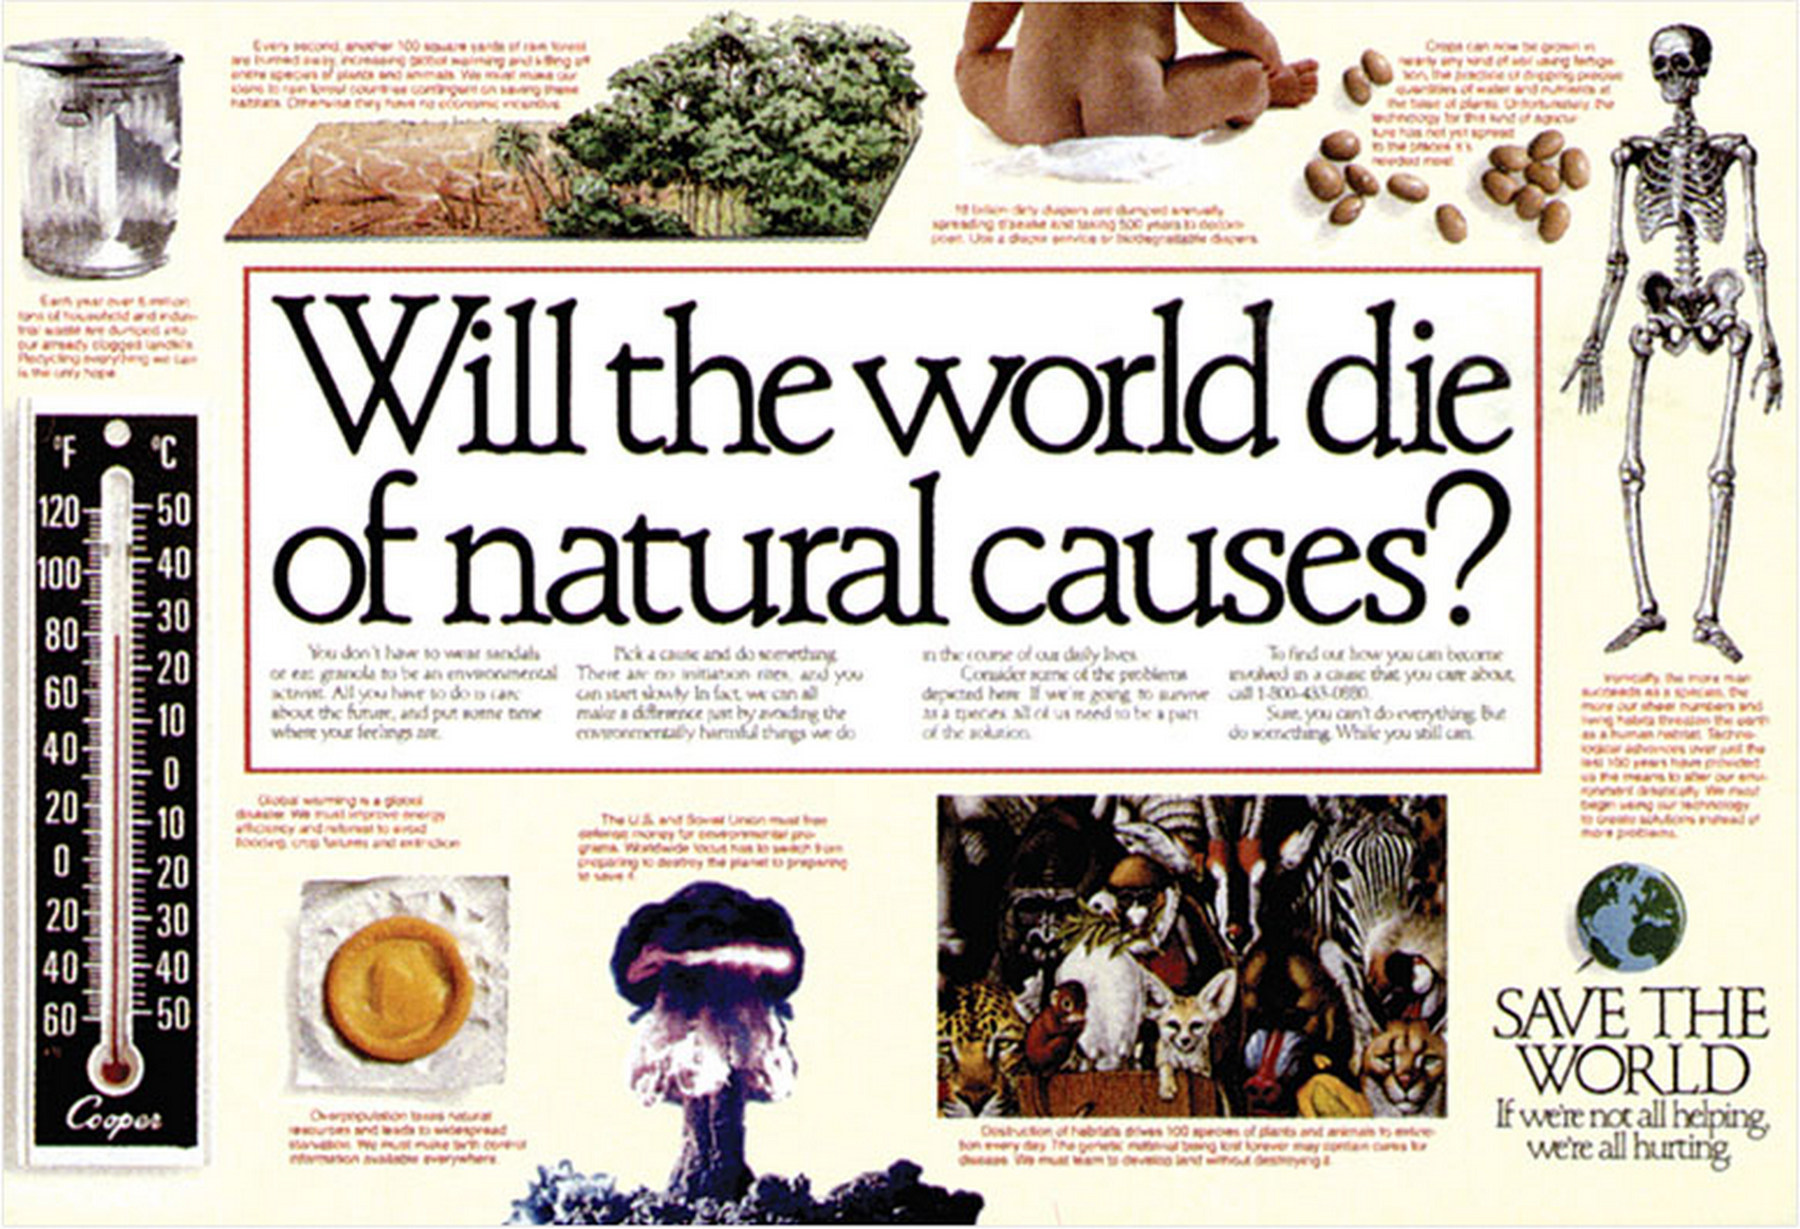 Every second, another 100 square yards of rain forest
are burned away, increasing global warming and killing off
entire species of plants and animals. We must make our
loans to rain forest countries contingent on saving these
habitats. Otherwise they have no economic incentive.
Crops can now be grown in
nearly any kind of soil using fertiga-
tion, the practice of dripping precise
quantities of water and nutrients at
the base of plants. Unfortunately, the
technology for this kind of agricul-
ture has not yet spread
to the places it's
needed most.
18 billion dirty diapers are dumped annually,
spreading disease and taking 500 years to decom-
pose. Use a diaper service or biodegradable diapers.
Each year over 6 million
tons of household and indus-
trial waste are dumped into
our already clogged landfills.
Recycling everything we can
is the only hope.
Will the world die
of natural causes?
You don't have to wear sandals
or eat granola to be an environmental
activist. All you have to do is care
about the future, and put some time
where your feelings are.
Pick a cause and do something.
There are no initiation rites, and you
can start slowly. In fact, we can all
make a difference just by avoiding the
environmentally harmful things we do
in the course of our daily lives.
Consider some of the problems
depicted here. If we're going to survive
as a species, all of us need to be a part
of the solution.
To find out how you can become
involved in a cause that you care about,
call
Sure, you can't do everything. But
do something. While you still can.
°F °C
120 50
100 40
80 30
60 20
40 10
20 0
0 10
20 20
40 30
60 40
50
Cooper
Global warming is a global
disaster. We must improve energy
efficiency and reforest to avoid
flooding, crop failures and extinction.
The U.S. and Soviet Union must free
defense money for environmental pro-
grams. Worldwide focus has to switch from
preparing to destroy the planet to preparing
to save it.
Ironically, the more man
succeeds as a species, the
more our sheer numbers and
living habits threaten the earth
as a human habitat. Techno-
logical advances over just the
last 100 years have provided
us the means to alter our envi-
ronment drastically. We must
begin using our technology
to create solutions instead of
more problems.
Overpopulation taxes natural
resources and leads to widespread
starvation. We must make birth control
information available everywhere.
Destruction of habitats drives 100 species of plants and animals to extinc-
tion every day. The genetic material being lost forever may contain cures for
disease. We must learn to develop land without destroying it.
SAVE THE
WORLD
If we're not all helping,
we're all hurting.